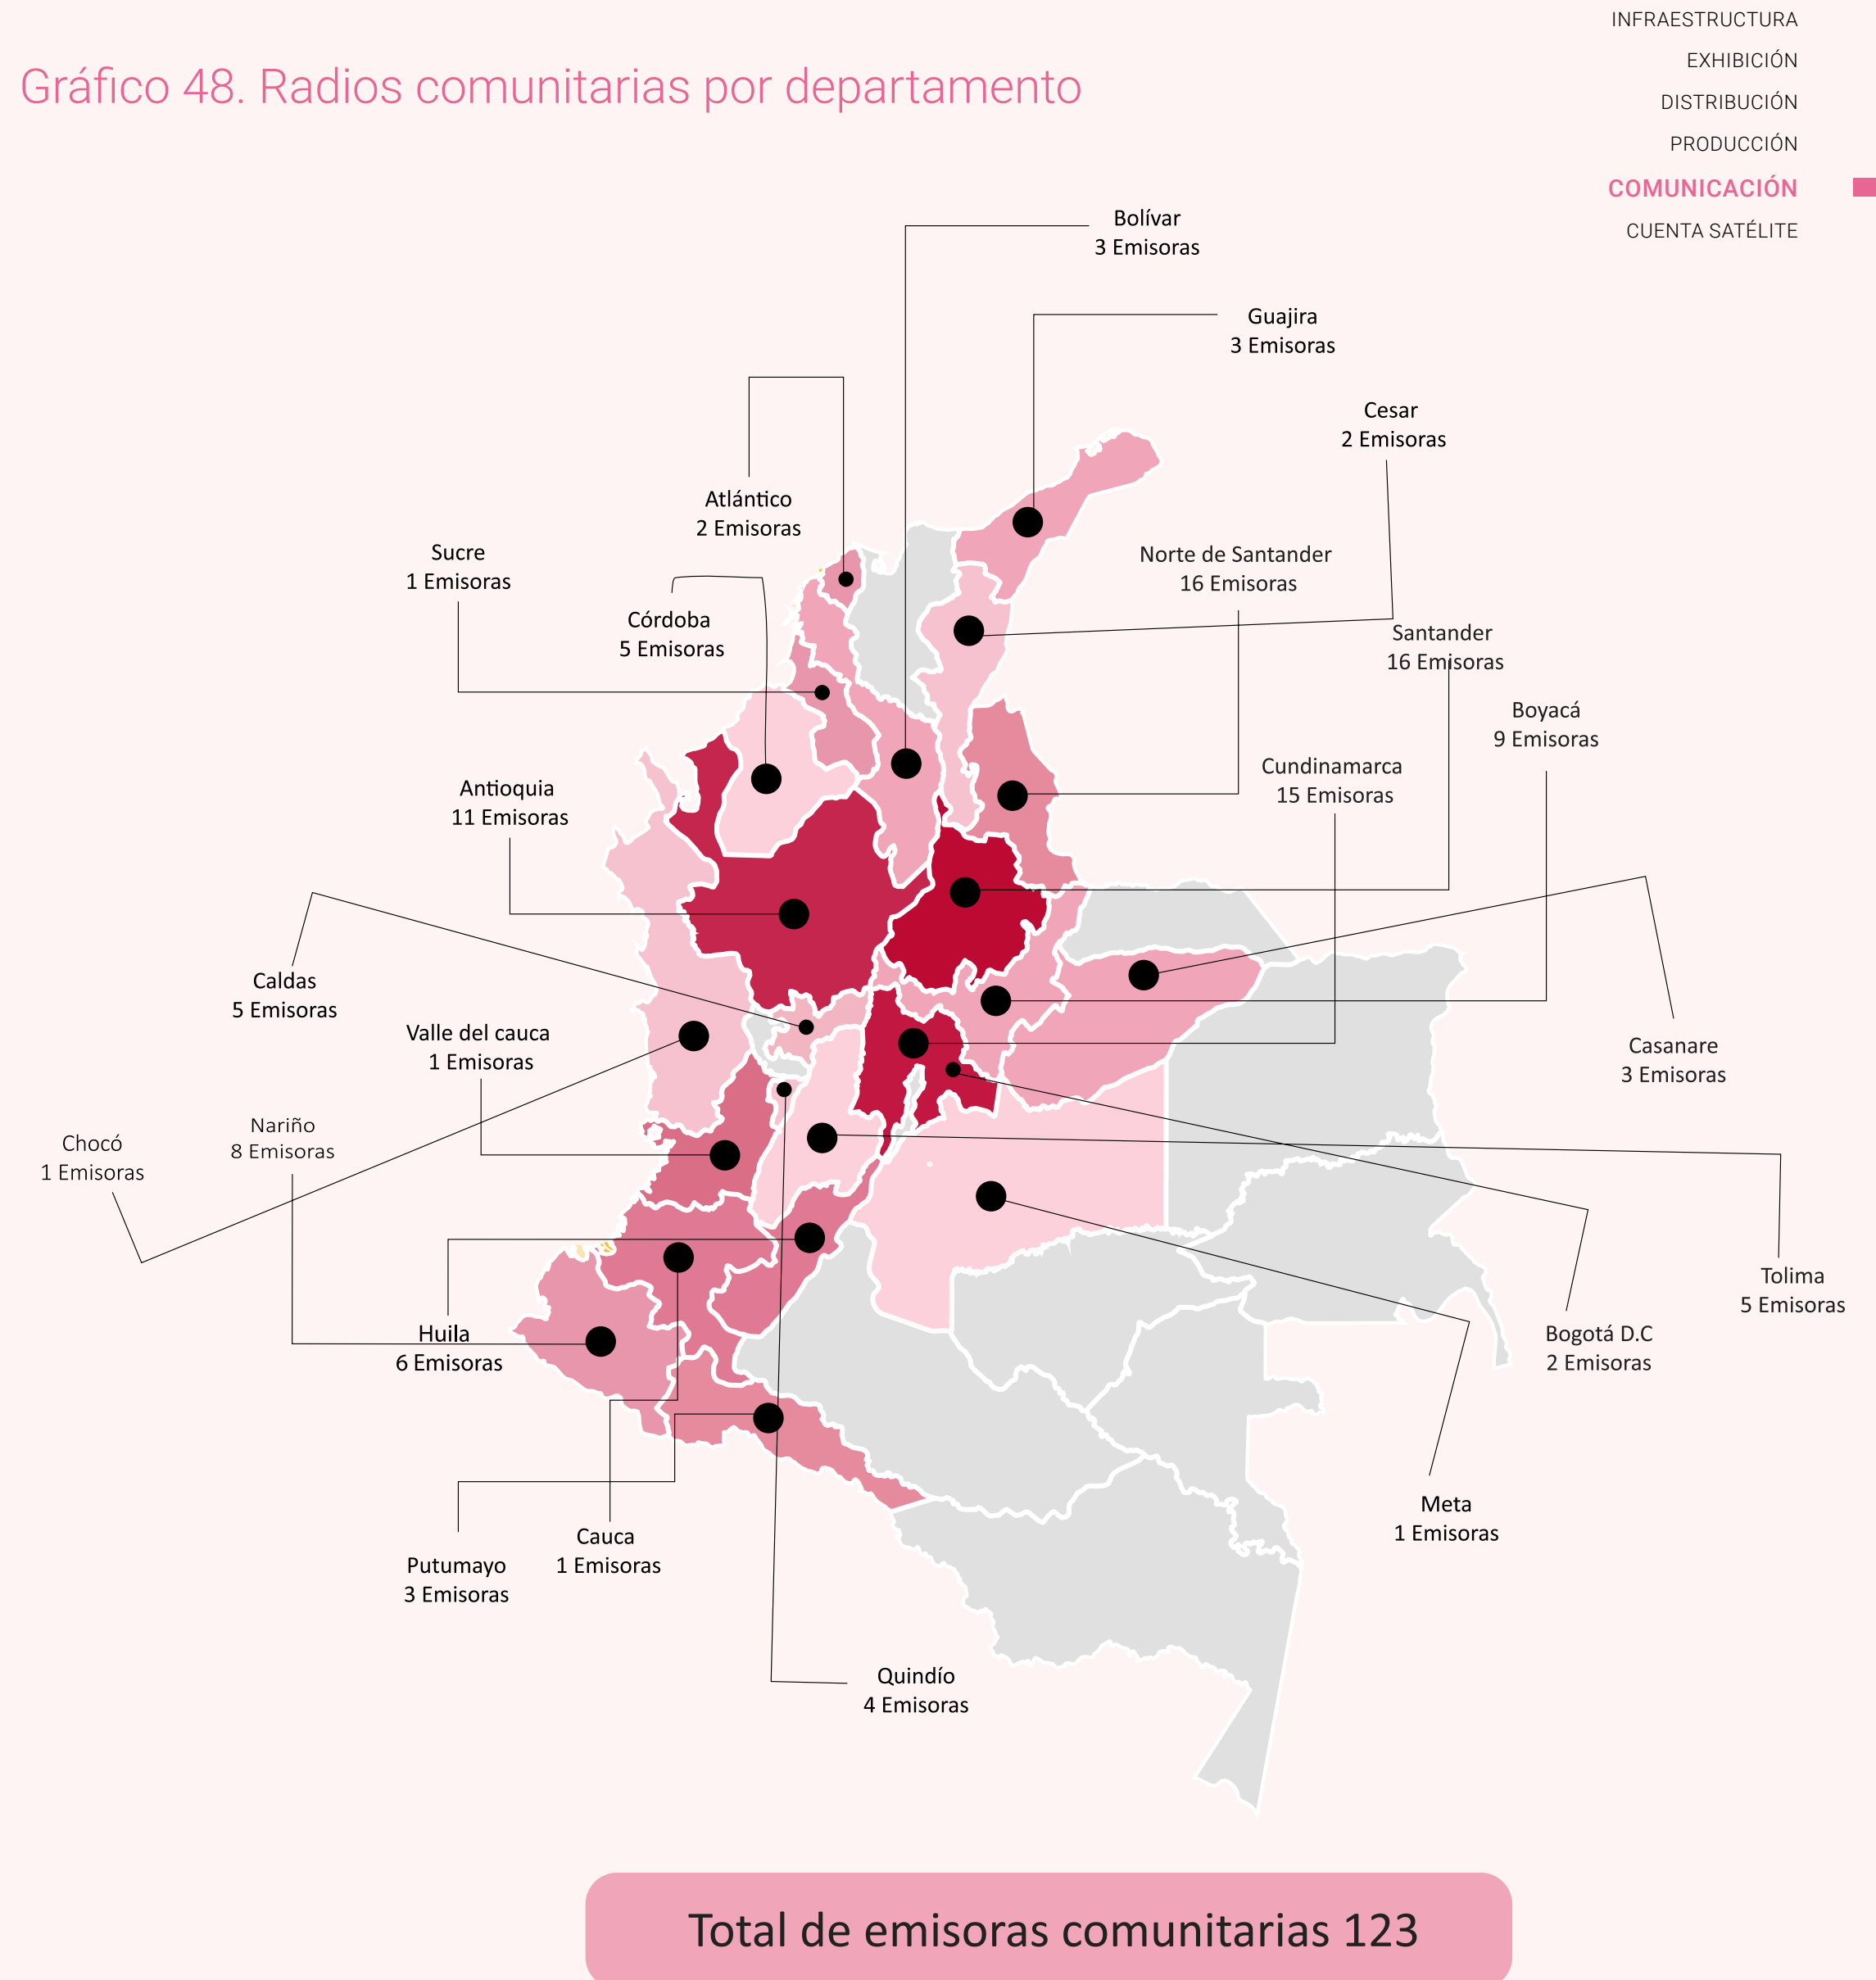 INFRAESTRUCTURA
EXHIBICIÓN
DISTRIBUCIÓN
PRODUCCIÓN
COMUNICACIÓN
CUENTA SATÉLITE
Gráfico 48. Radios comunitarias por departamento
Bolívar
3 Emisoras
Guajira
3 Emisoras
Cesar
2 Emisoras
Atlántico
2 Emisoras
Sucre
1 Emisoras
Norte de Santander
16 Emisoras
Córdoba
5 Emisoras
Santander
16 Emisoras
Boyacá
9 Emisoras
Cundinamarca
15 Emisoras
Antioquia
11 Emisoras
Caldas
5 Emisoras
Valle del cauca
1 Emisoras
Casanare
3 Emisoras
Nariño
8 Emisoras
Chocó
1 Emisoras
Tolima
5 Emisoras
Huila
6 Emisoras
Bogotá D.C
2 Emisoras
Meta
1 Emisoras
Cauca
1 Emisoras
Putumayo
3 Emisoras
Quindío
4 Emisoras
Total de emisoras comunitarias 123